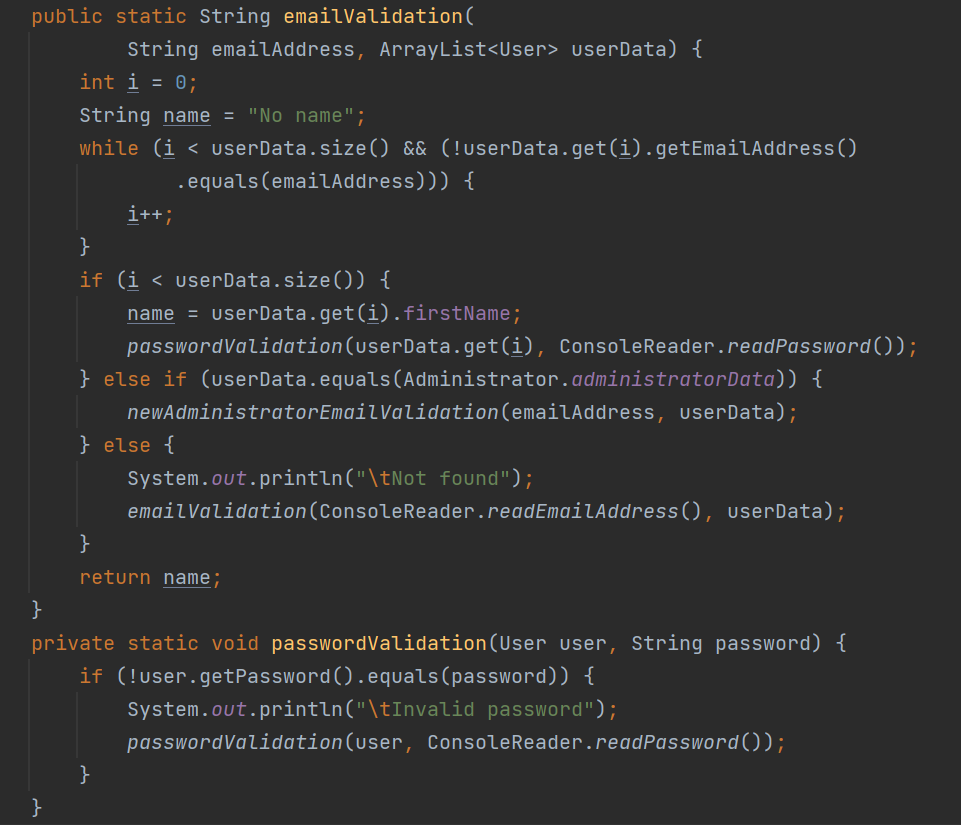 public static String emailValidation(
        String emailAddress, ArrayList<User> userData) {
    int i = 0;
    String name = "No name";
    while (i < userData.size() && (!userData.get(i).getEmailAddress()
            .equals(emailAddress))) {
        i++;
    }
    if (i < userData.size()) {
        name = userData.get(i).firstName;
        passwordValidation(userData.get(i), ConsoleReader.readPassword());
    } else if (userData.equals(Administrator.administratorData)) {
        newAdministratorEmailValidation(emailAddress, userData);
    } else {
        System.out.println("\tNot found");
        emailValidation(ConsoleReader.readEmailAddress(), userData);
    }
    return name;
}
private static void passwordValidation(User user, String password) {
    if (!user.getPassword().equals(password)) {
        System.out.println("\tInvalid password");
        passwordValidation(user, ConsoleReader.readPassword());
    }
}